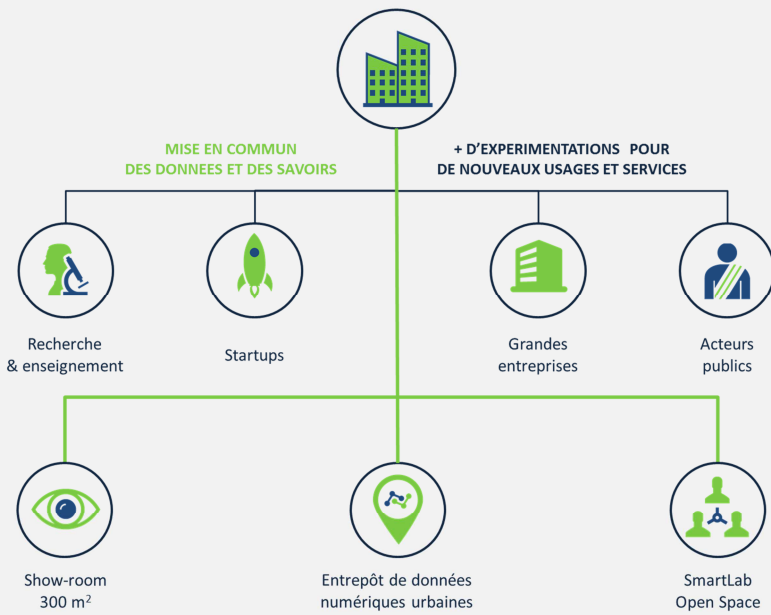 MISE EN COMMUN
DES DONNEES ET DES SAVOIRS
+ D'EXPERIMENTATIONS POUR
DE NOUVEAUX USAGES ET SERVICES
Recherche
& enseignement
Startups
Grandes
entreprises
Acteurs
publics
Show-room
300 m²
Entrepôt de données
numériques urbaines
SmartLab
Open Space